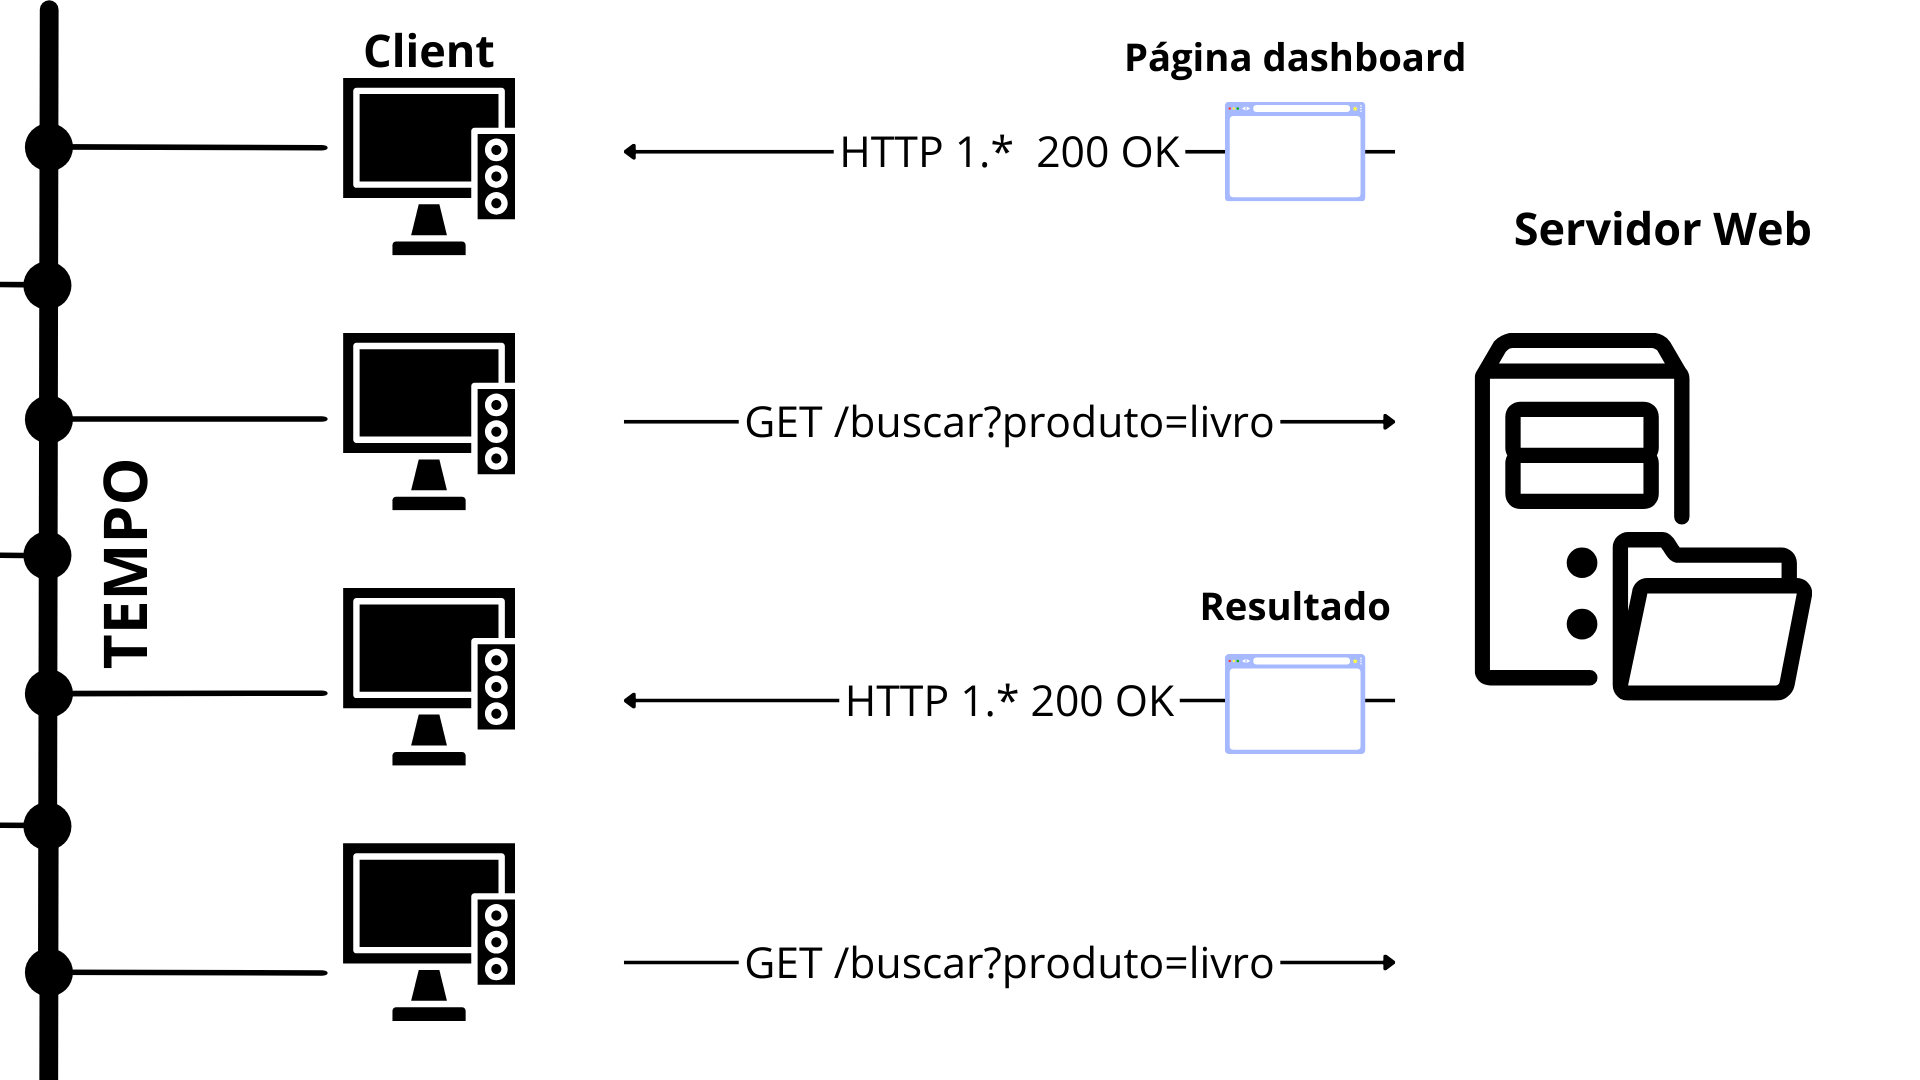 Client
Página dashboard
HTTP 1.* 200 OK
Servidor Web
GET /buscar?produto=livro
TEMPO
Resultado
HTTP 1.* 200 OK
GET /buscar?produto=livro